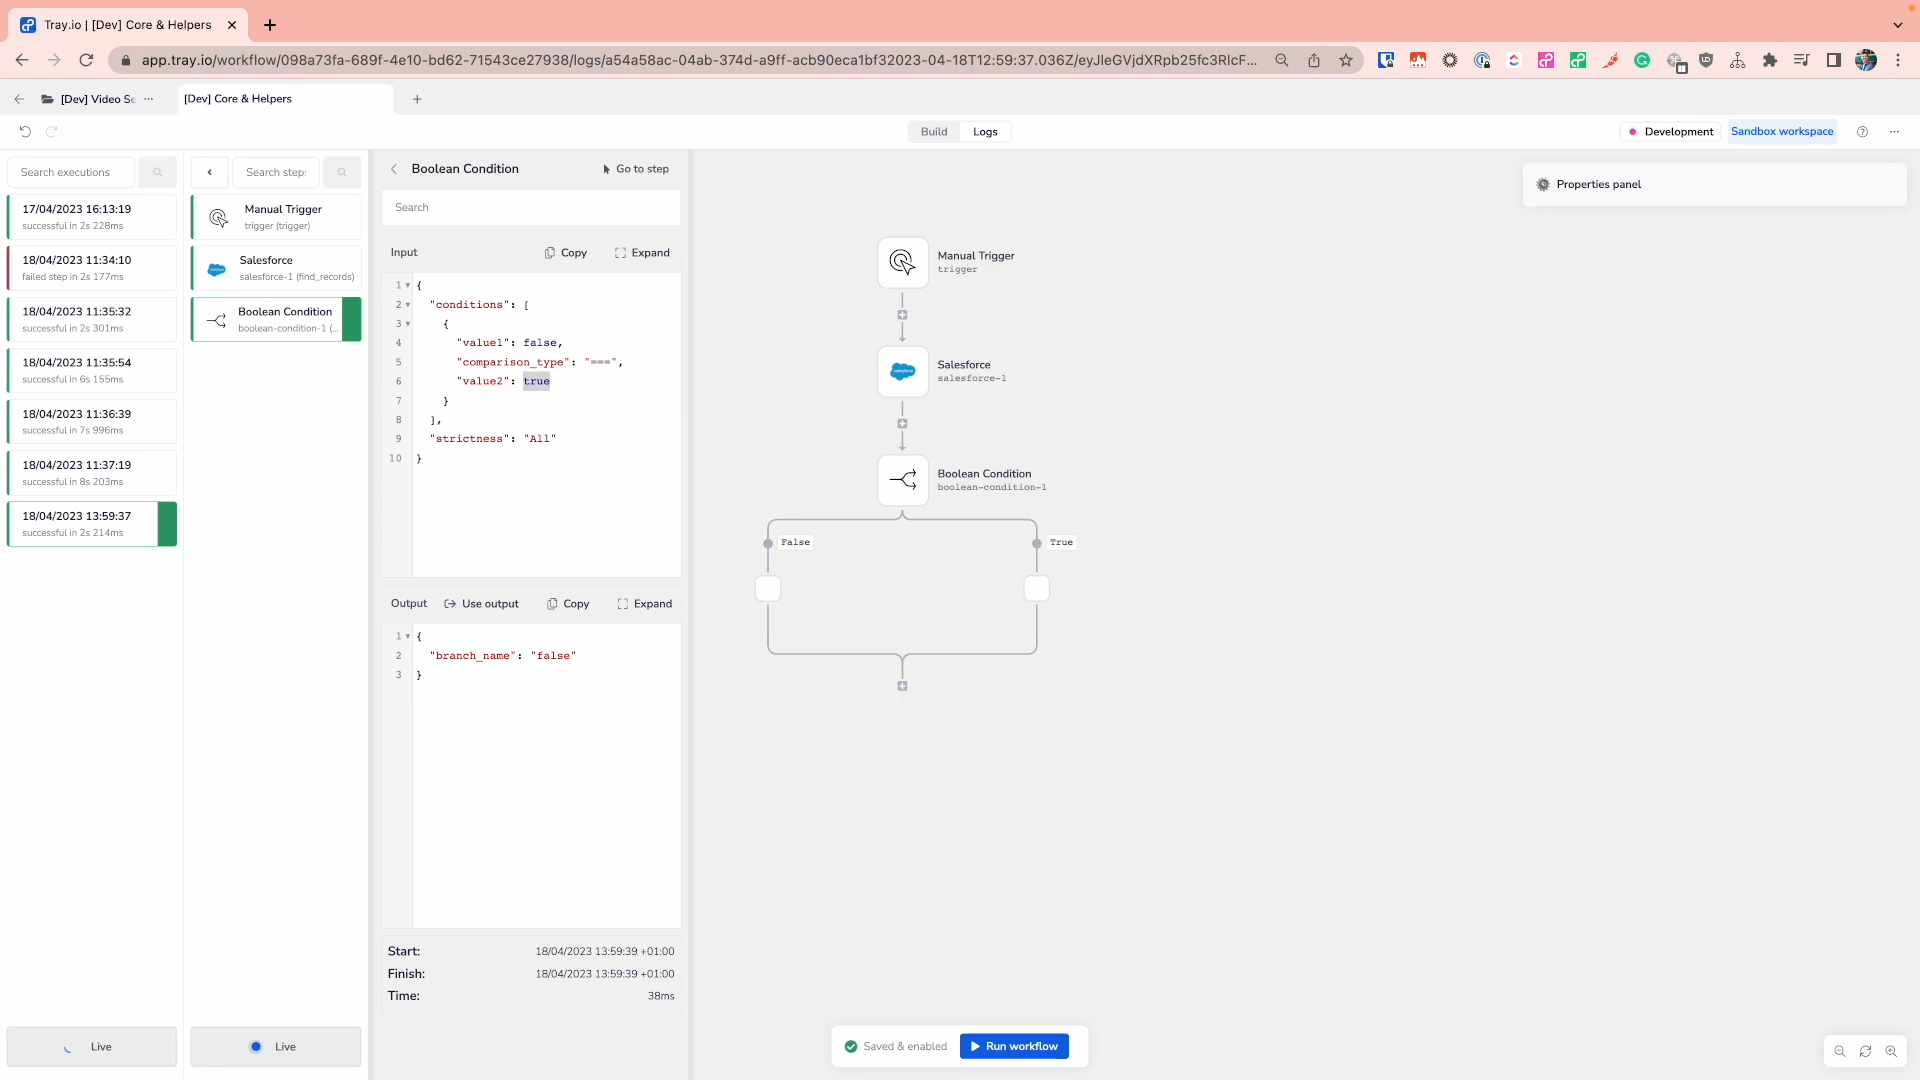 Tray.io | [Dev] Core & Helpers
app.tray.io/workflow/098a73fa-689f-4e10-bd62-71543ce27938/logs/a54a58ac-04ab-374d-a9ff-acb90eca1bf32023-04-18T12:59:37.036Z/eyJleGVjdXRpb25fc3RlcF...
[Dev] Video Se ...
[Dev] Core & Helpers
Build
Logs
Development
Sandbox workspace
Search executions
17/04/2023 16:13:19
successful in 2s 228ms
18/04/2023 11:34:10
failed step in 2s 177ms
18/04/2023 11:35:32
successful in 2s 301ms
18/04/2023 11:35:54
successful in 6s 155ms
18/04/2023 11:36:39
successful in 7s 996ms
18/04/2023 11:37:19
successful in 8s 203ms
18/04/2023 13:59:37
successful in 2s 214ms
Live
Search step
Manual Trigger
trigger (trigger)
Salesforce
salesforce-1 (find_records)
Boolean Condition
boolean-condition-1 (...
Live
Boolean Condition
Go to step
Search
Input
Copy
Expand
1 {
2 "conditions": [
3 {
4 "value1": false,
5 "comparison_type": "===",
6 "value2": true
7 }
8 ],
9 "strictness": "All"
10 }
Output
Use output
Copy
Expand
1 {
2 "branch_name": "false"
3 }
Start: 18/04/2023 13:59:39 +01:00
Finish: 18/04/2023 13:59:39 +01:00
Time: 38ms
Manual Trigger
trigger
Salesforce
salesforce-1
Boolean Condition
boolean-condition-1
False
True
Saved & enabled
Run workflow
Properties panel